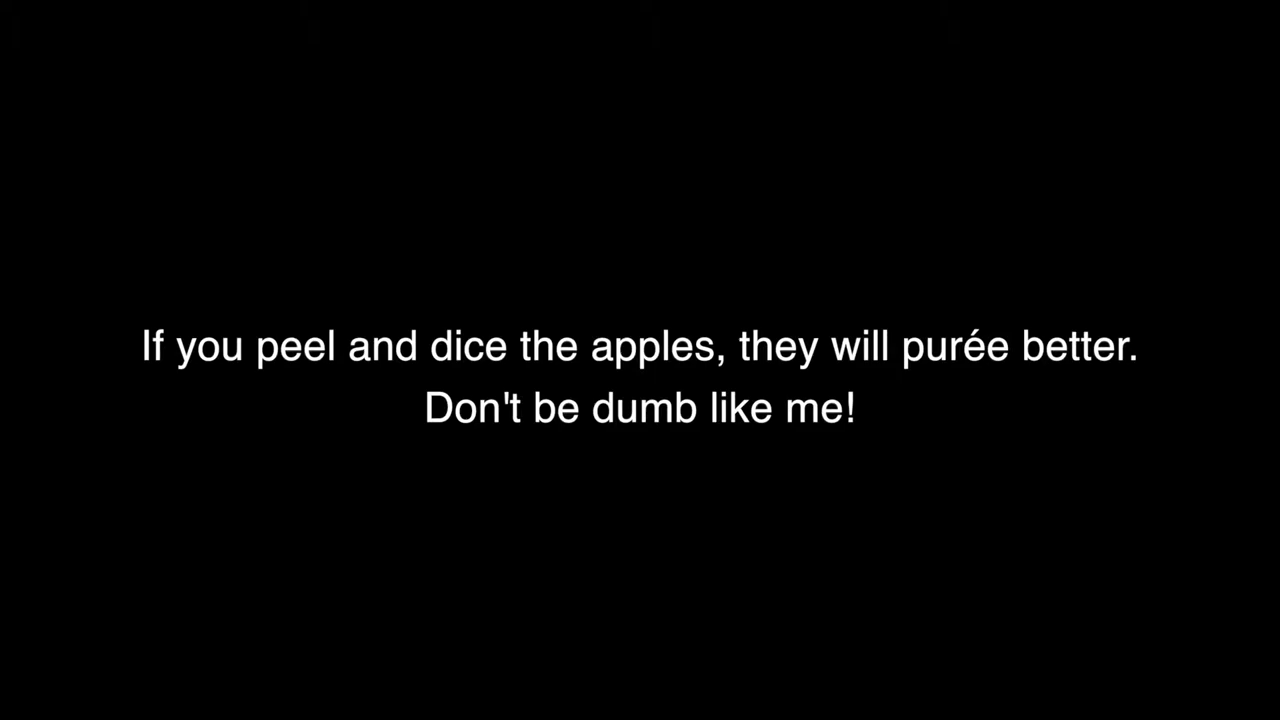 If you peel and dice the apples, they will purée better.
Don't be dumb like me!